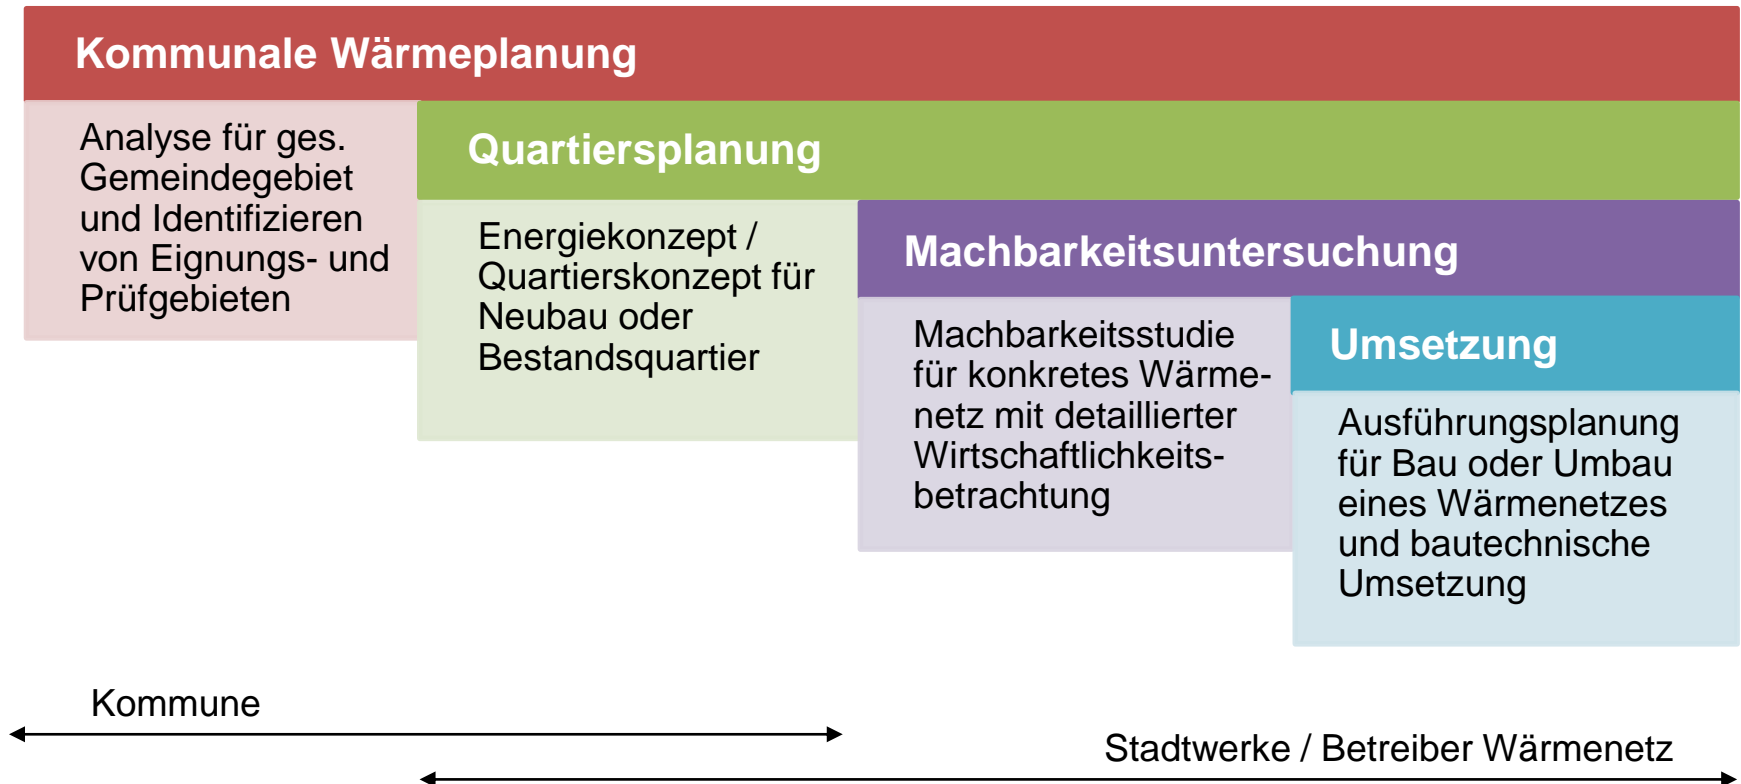 Kommunale Wärmeplanung
Analyse für ges.
Gemeindegebiet
und Identifizieren
von Eignungs- und
Prüfgebieten
Quartiersplanung
Energiekonzept /
Quartierskonzept für
Neubau oder
Bestandsquartier
Machbarkeitsuntersuchung
Machbarkeitsstudie
für konkretes Wärme-
netz mit detaillierter
Wirtschaftlichkeits-
betrachtung
Umsetzung
Ausführungsplanung
für Bau oder Umbau
eines Wärmenetzes
und bautechnische
Umsetzung
Kommune
Stadtwerke / Betreiber Wärmenetz